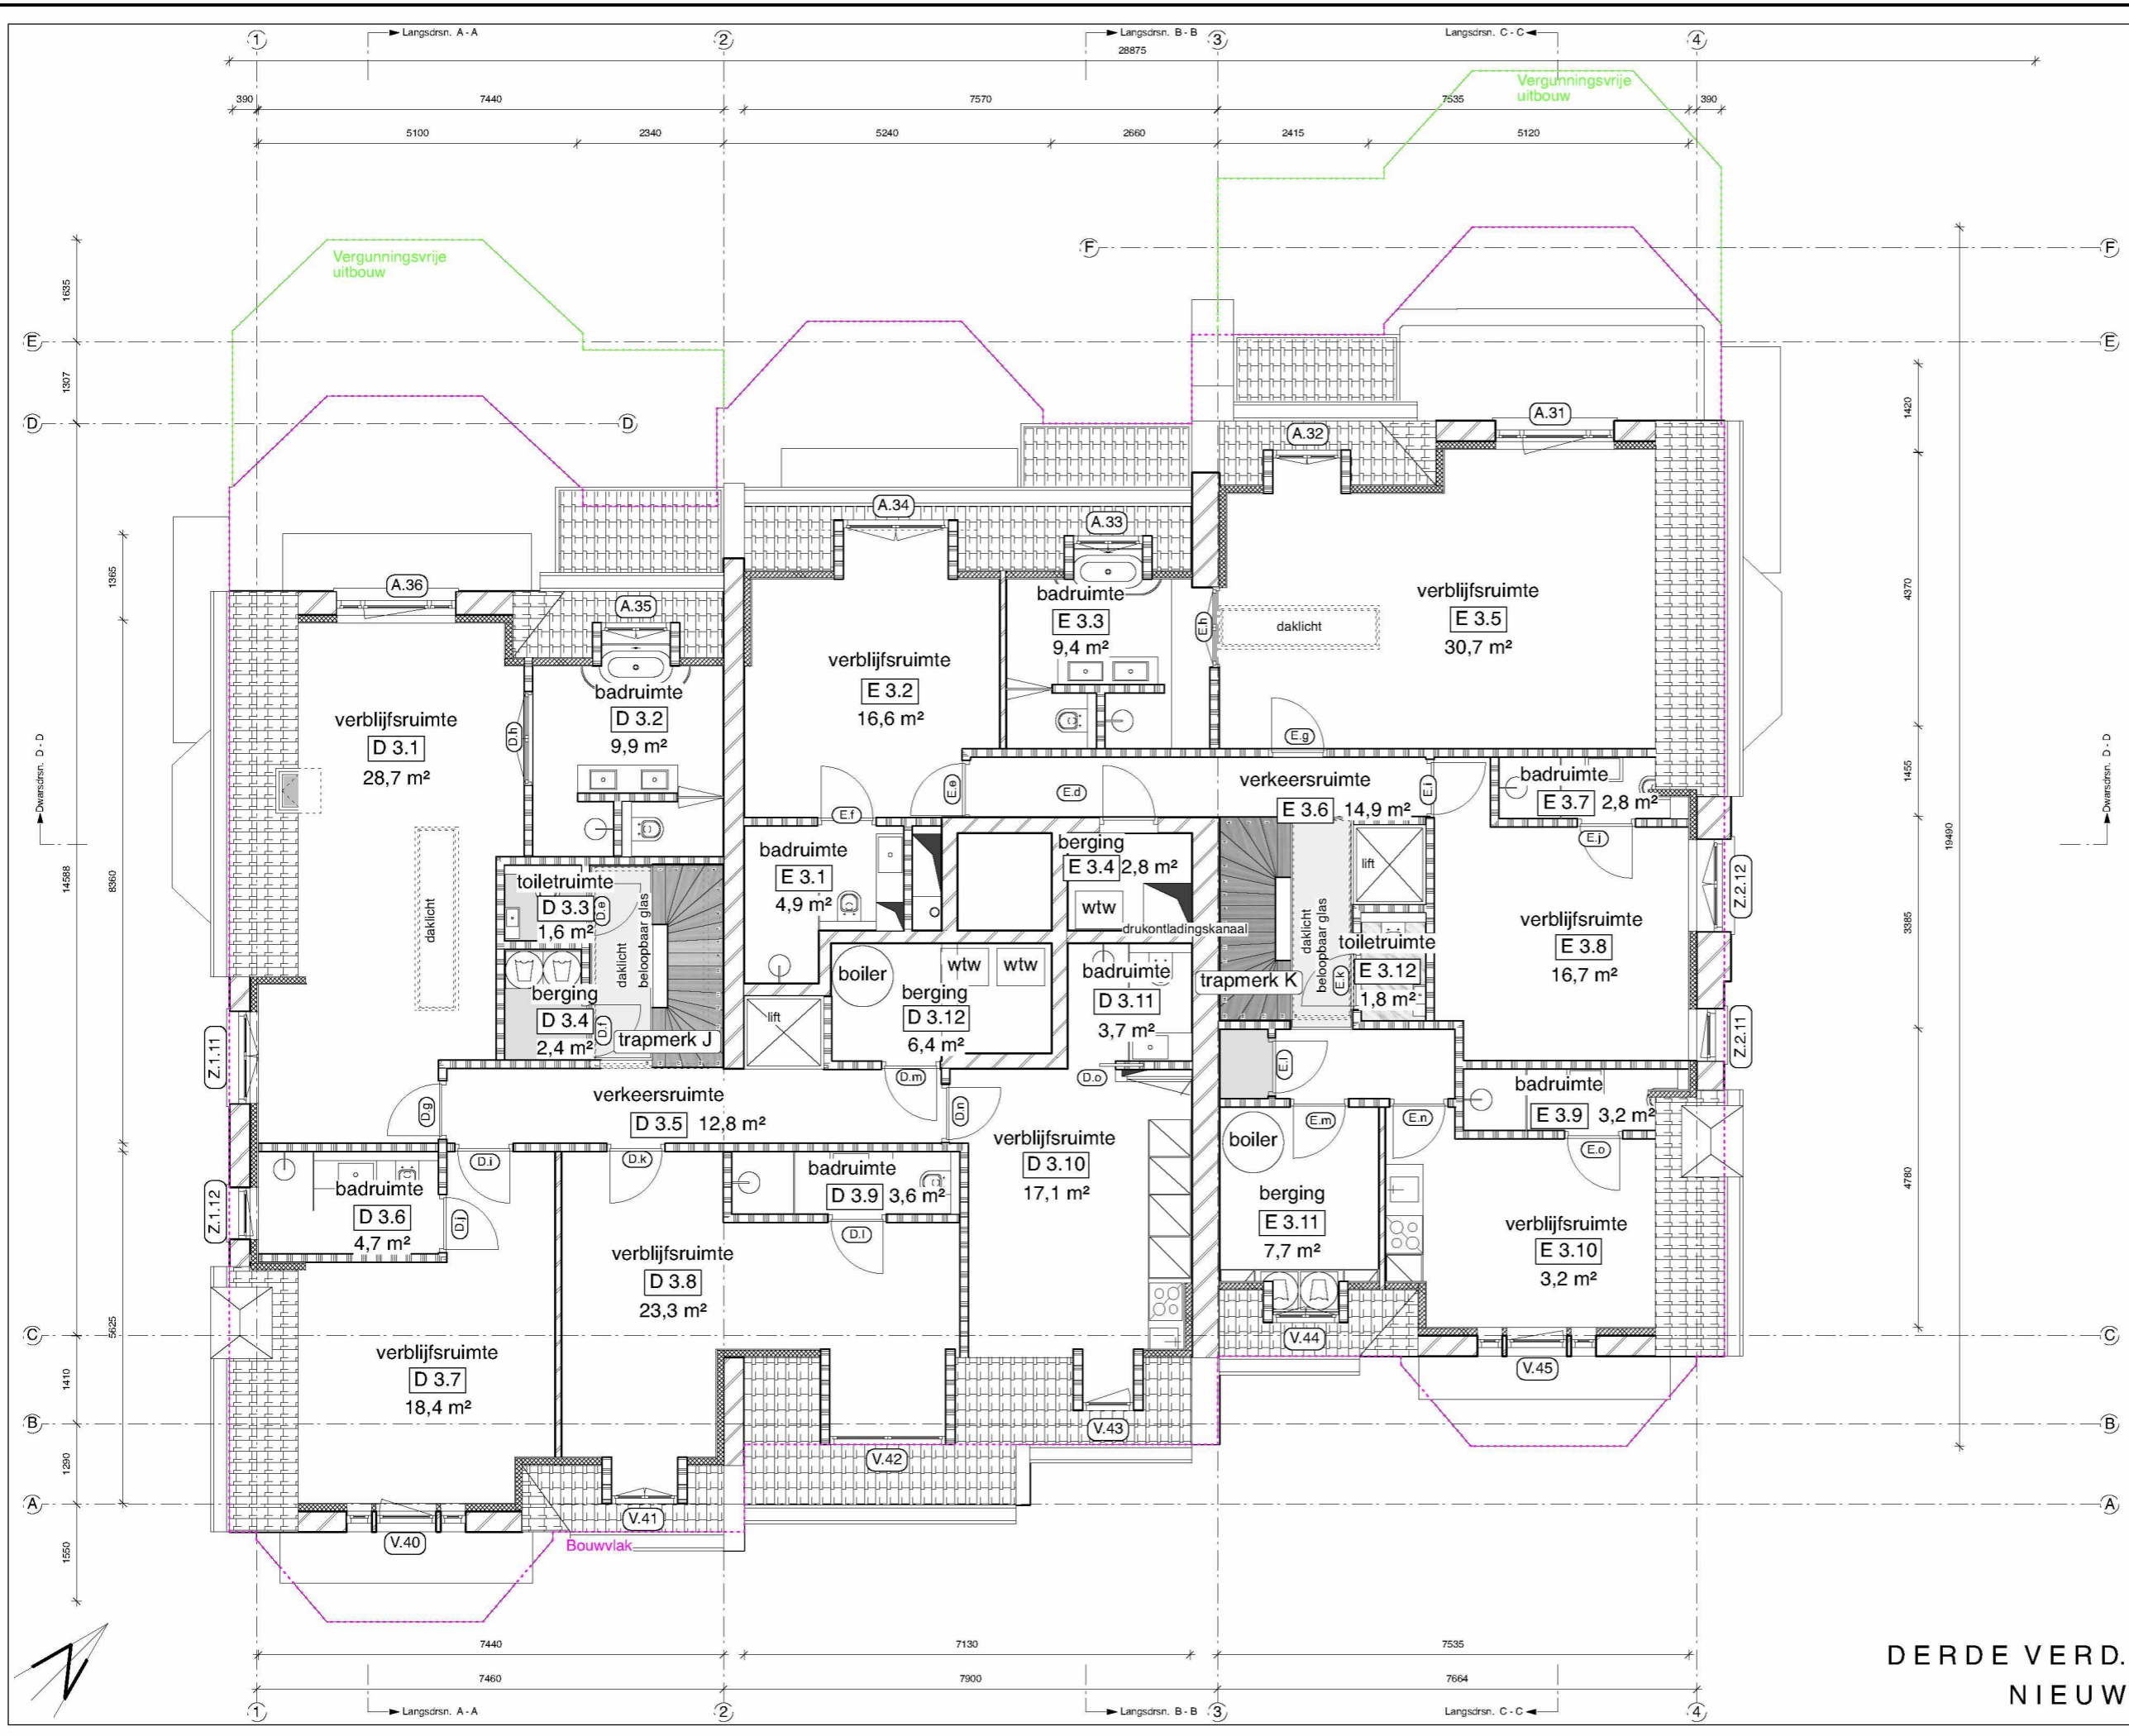 Langsdrsn. A - A
Langsdrsn. B - B
Langsdrsn. C - C
1 2 3 4
28875
390 7440 7570 7535 390
5100 2340 5240 2660 2415 5120
Vergunningsvrije
uitbouw
Vergunningsvrije
uitbouw
F F
E E
D D
1635
1307
1365
14588
8360
5625
1410
1290
1550
1420
4370
1455
3385
4780
19490
Dwarsdrsn. D - D
Dwarsdrsn. D - D
A.31
A.32
A.33
A.34
A.35
A.36
verblijfsruimte
E 3.5
30,7 m²
daklicht
badruimte
E 3.3
9,4 m²
E.h
verblijfsruimte
E 3.2
16,6 m²
badruimte
D 3.2
9,9 m²
D.h
verblijfsruimte
D 3.1
28,7 m²
daklicht
E.g
E.e
E.d
E.f
E.i
verkeersruimte
E 3.6 14,9 m²
badruimte
E 3.7 2,8 m²
E.j
badruimte
E 3.1
4,9 m²
berging
E 3.4 2,8 m²
wtw
drukontladingskanaal
lift
daklicht
beloopbaar glas
toiletruimte
E 3.12
1,8 m²
E.k
trapmerk K
verblijfsruimte
E 3.8
16,7 m²
Z.2.12
Z.2.11
toiletruimte
D 3.3
1,6 m²
D.e
daklicht
beloopbaar glas
berging
D 3.4
2,4 m²
D.f
trapmerk J
boiler
wtw wtw
berging
D 3.12
6,4 m²
lift
badruimte
D 3.11
3,7 m²
D.o
D.m
D.n
D.g
Z.1.11
Z.1.12
verkeersruimte
D 3.5 12,8 m²
D.i
D.k
D.j
badruimte
D 3.6
4,7 m²
badruimte
D 3.9 3,6 m²
D.l
verblijfsruimte
D 3.10
17,1 m²
verblijfsruimte
D 3.8
23,3 m²
verblijfsruimte
D 3.7
18,4 m²
E.l
E.m
E.n
E.o
boiler
berging
E 3.11
7,7 m²
badruimte
E 3.9 3,2 m²
verblijfsruimte
E 3.10
3,2 m²
V.44
V.45
V.43
V.42
V.41
V.40
Bouwvlak
C C
B B
A A
7440 7130 7535
7460 7900 7664
1 2 3 4
Langsdrsn. A - A
Langsdrsn. B - B
Langsdrsn. C - C
DERDE VERD.
NIEUW